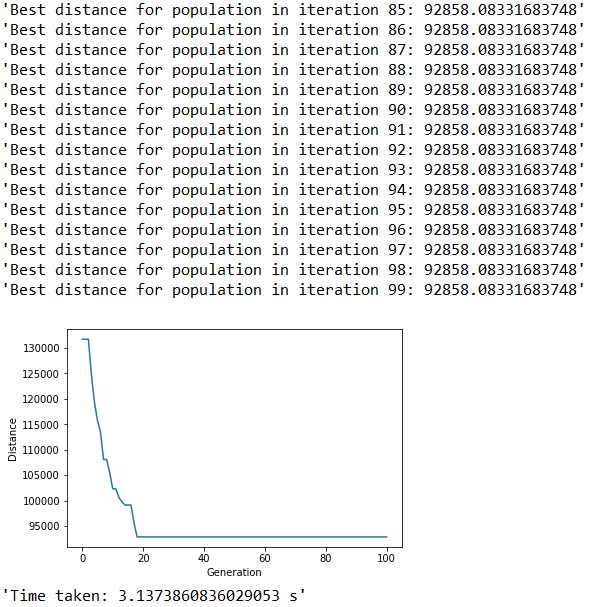 'Best distance for population in iteration 85: 92858.08331683748'
'Best distance for population in iteration 86: 92858.08331683748'
'Best distance for population in iteration 87: 92858.08331683748'
'Best distance for population in iteration 88: 92858.08331683748'
'Best distance for population in iteration 89: 92858.08331683748'
'Best distance for population in iteration 90: 92858.08331683748'
'Best distance for population in iteration 91: 92858.08331683748'
'Best distance for population in iteration 92: 92858.08331683748'
'Best distance for population in iteration 93: 92858.08331683748'
'Best distance for population in iteration 94: 92858.08331683748'
'Best distance for population in iteration 95: 92858.08331683748'
'Best distance for population in iteration 96: 92858.08331683748'
'Best distance for population in iteration 97: 92858.08331683748'
'Best distance for population in iteration 98: 92858.08331683748'
'Best distance for population in iteration 99: 92858.08331683748'
130000
125000
120000
115000
110000
105000
100000
95000
Distance
0 20 40 60 80 100
Generation
'Time taken: 3.1373860836029053 s'